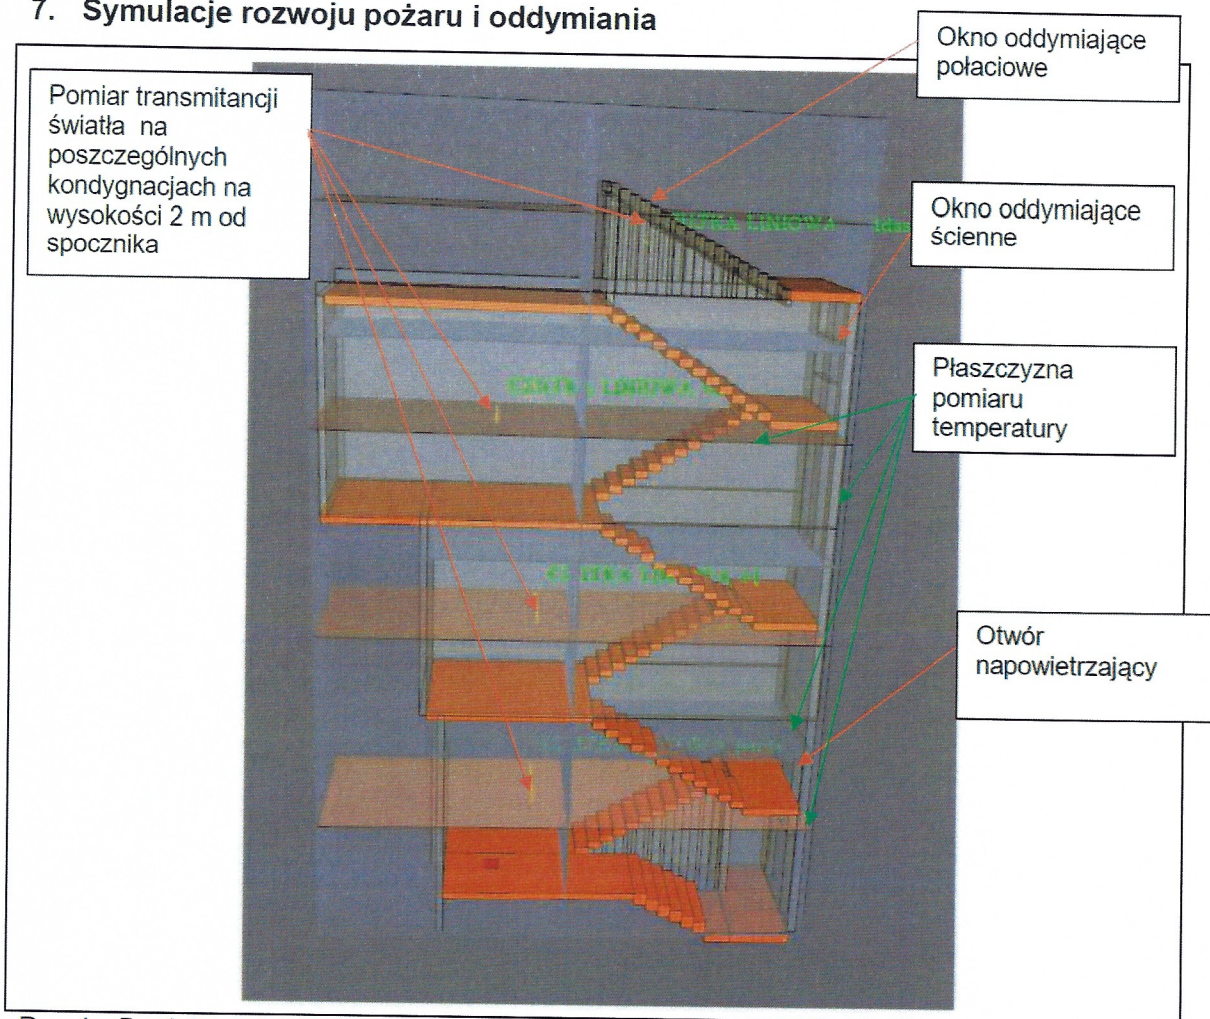 7. Symulacje rozwoju pożaru i oddymiania
Pomiar transmitancji
światła na
poszczególnych
kondygnacjach na
wysokości 2 m od
spocznika
Okno oddymiające
połaciowe
Okno oddymiające
ścienne
Płaszczyzna
pomiaru
temperatury
Otwór
napowietrzający
LINIOWA